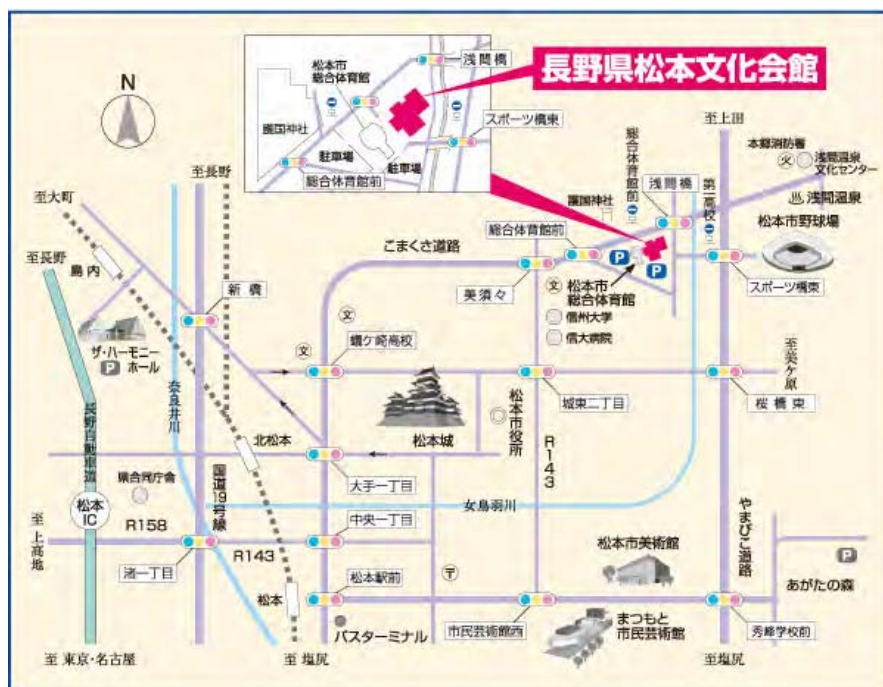 長野県松本文化会館
松本市
総合体育館
浅間橋
護国神社
駐車場
駐車場
スポーツ橋東
総合体育館前
N
至長野
至大町
至長野
島内
新橋
ザ・ハーモニー
ホール
P
奈良井川
長野自動車道
松本
IC
県合同庁舎
国道19号線
北松本
至上高地
R158
R143
渚一丁目
松本
至 東京・名古屋
至 塩尻
こまくさ道路
文
文
蟻ケ崎高校
松本城
大手一丁目
中央一丁目
松本駅前
バスターミナル
〒
女鳥羽川
松本市役所
R143
城東二丁目
美須々
総合体育館前
護国神社
総合体育館前
浅間橋
第一高校
至上田
本郷消防署
火
浅間温泉
文化センター
浅間温泉
松本市野球場
スポーツ橋東
P
P
文
松本市
総合体育館
信州大学
信大病院
至美ケ原
桜橋東
やまびこ道路
松本市美術館
まつもと
市民芸術館
市民芸術館西
P
あがたの森
秀峰学校前
至塩尻